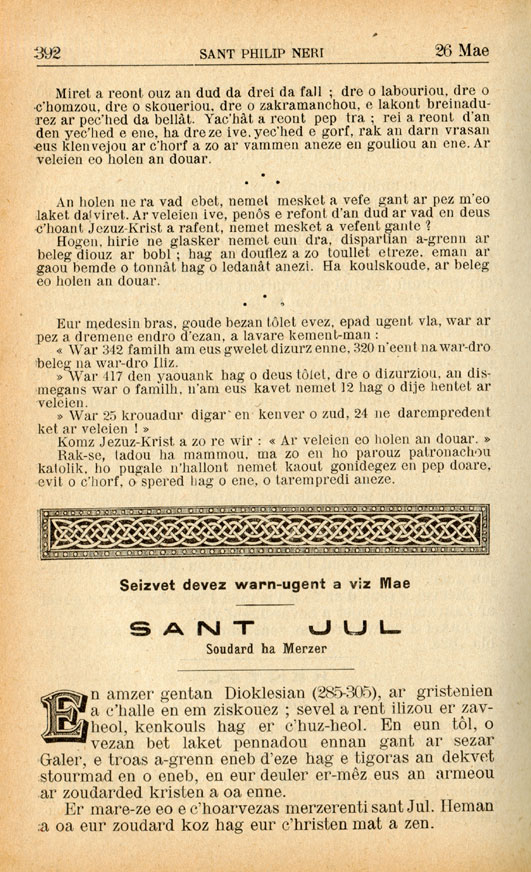 392 SANT PHILIP NERI 26 Mae
Miret a reont ouz an dud da drei da fall ; dre o labouriou, dre o
c'homzou, dre o skoueriou, dre o zakramanchou, e lakont breinadu-
rez ar pec'hed da bellât. Yac'hât a reont pep tra ; rei a reont d'an
den yec'hed e ene, ha dre ze ive, yec'hed e gorf, rak an darn vrasan
eus klenvejou ar c'horf a zo ar vammen aneze en gouliou an ene. Ar
veleien eo holen an douar.
An holen ne ra vad ebet, nemet mesket a vefe gant ar pez m'eo
laket da viret. Ar veleien ive, penôs e refont d'an dud ar vad en deus
c'hoant Jezuz-Krist a rafent, nemet mesket a vefent gante ?
Hogen, hirie ne glasker nemet eun dra, dispartian a-grenn ar
beleg diouz ar bobl ; hag an douflez a zo toullet etreze, eman ar
gaou bemde o tonnât hag o ledanât anezi. Ha koulskoude, ar beleg
eo holen an douar.
Eur medesin bras, goude bezan tôlet evez, epad ugent vla, war ar
pez a dremene endro d'ezan, a lavare kement-man :
« War 342 familh am eus gwelet dizurz enne, 320 n'eent na war-dro
beleg na war-dro Iliz.
» War 417 den yaouank hag o deus tôlet, dre o dizurziou, an dis-
megans war o familh, n'am eus kavet nemet 12 hag o dije hentet ar
veleien.
» War 25 krouadur digar en kenver o zud, 24 ne darempredent
ket ar veleien ! »
Komz Jezuz-Krist a zo re wir : « Ar veleien eo holen an douar. »
Rak-se, tadou ha mammou, ma zo en ho parouz patronachou
katolik, ho pugale n'hallont nemet kaout gonidegez en pep doare,
evit o c'horf, o spered hag o ene, o tarempredi aneze.
Seizvet devez warn-ugent a viz Mae
SANT JUL
Soudard ha Merzer
En amzer gentan Dioklesian (285-305), ar gristenien
a c'halle en em ziskouez ; sevel a rent ilizou er zav-
heol, kenkouls hag er c'huz-heol. En eun tôl, o
vezan bet laket pennadou ennan gant ar sezar
Galer, e troas a-grenn eneb d'eze hag e tigoras an dekvet
stourmad en o eneb, en eur deuler er-mêz eus an armeou
ar zoudarded kristen a oa enne.
Er mare-ze eo e c'hoarvezas merzerenti sant Jul. Heman
a oa eur zoudard koz hag eur c'hristen mat a zen.